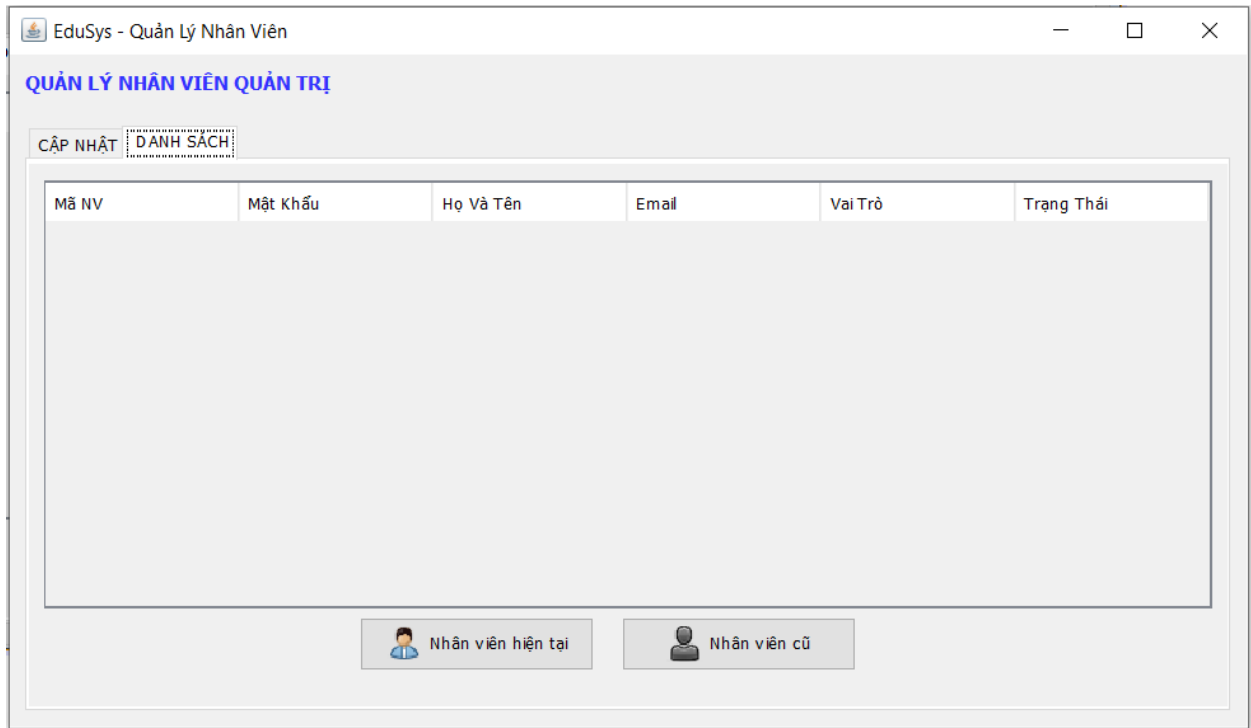 EduSys - Quản Lý Nhân Viên
QUẢN LÝ NHÂN VIÊN QUẢN TRỊ
CẬP NHẬT DANH SÁCH
Mã NV Mật Khẩu Họ Và Tên Email Vai Trò Trạng Thái
Nhân viên hiện tại Nhân viên cũ